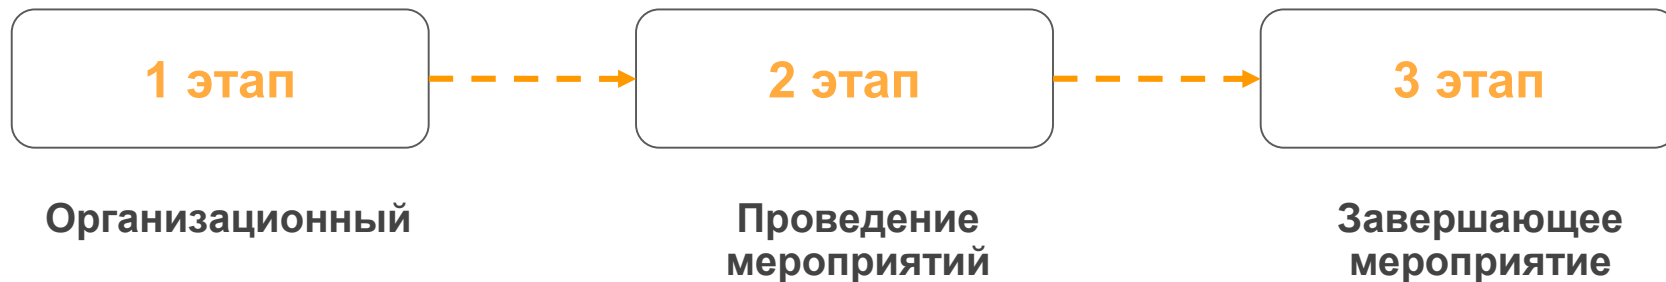 1 этап
2 этап
3 этап
Организационный
Проведение
мероприятий
Завершающее
мероприятие